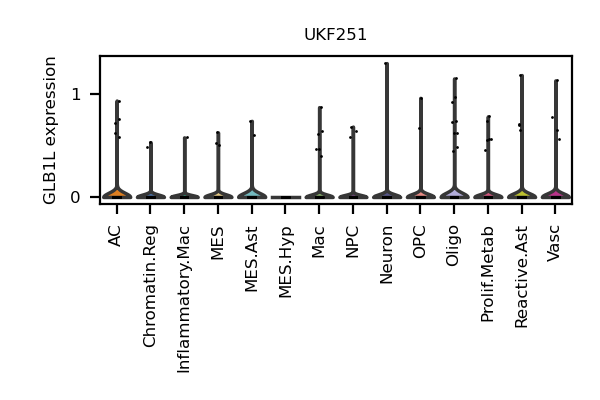 UKF251
GLB1L expression
1
0
AC
Chromatin.Reg
Inflammatory.Mac
MES
MES.Ast
MES.Hyp
Mac
NPC
Neuron
OPC
Oligo
Prolif.Metab
Reactive.Ast
Vasc